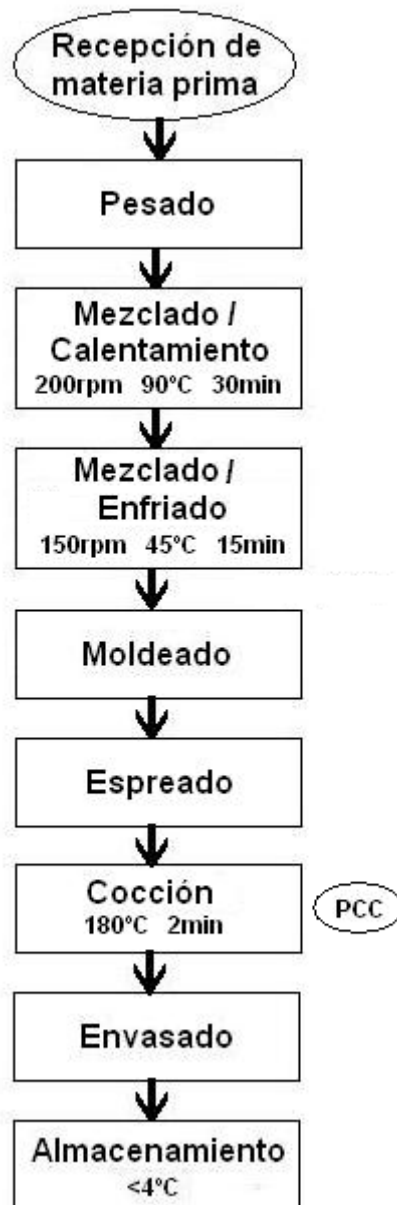 Recepción de
materia prima
Pesado
Mezclado /
Calentamiento
200rpm 90°C 30min
Mezclado /
Enfriado
150rpm 45°C 15min
Moldeado
Espreado
Cocción
180°C 2min
PCC
Envasado
Almacenamiento
<4°C